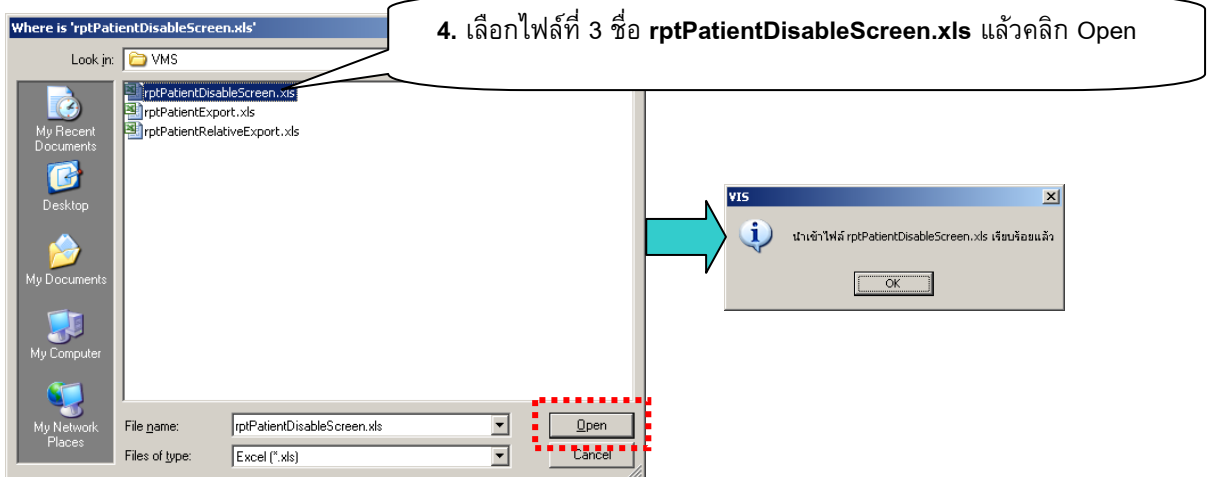 Where is 'rptPatientDisableScreen.xls'
4. เลือกไฟล์ที่ 3 ชื่อ rptPatientDisableScreen.xls แล้วคลิก Open
Look in:
VMS
rptPatientDisableScreen.xls
rptPatientExport.xls
rptPatientRelativeExport.xls
My Recent
Documents
Desktop
My Documents
My Computer
My Network
Places
File name:
rptPatientDisableScreen.xls
Open
Files of type:
Excel (*.xls)
Cancel
VIS
นำเข้าไฟล์ rptPatientDisableScreen.xls เรียบร้อยแล้ว
OK